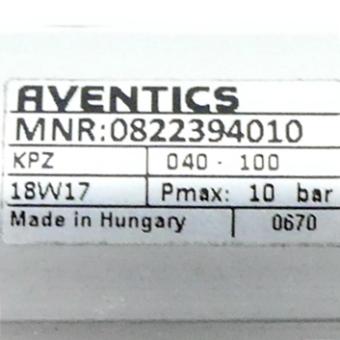 AVENTICS
MNR:0822394010
KPZ 040 - 100
18W17 Pmax: 10 bar
Made in Hungary 0670